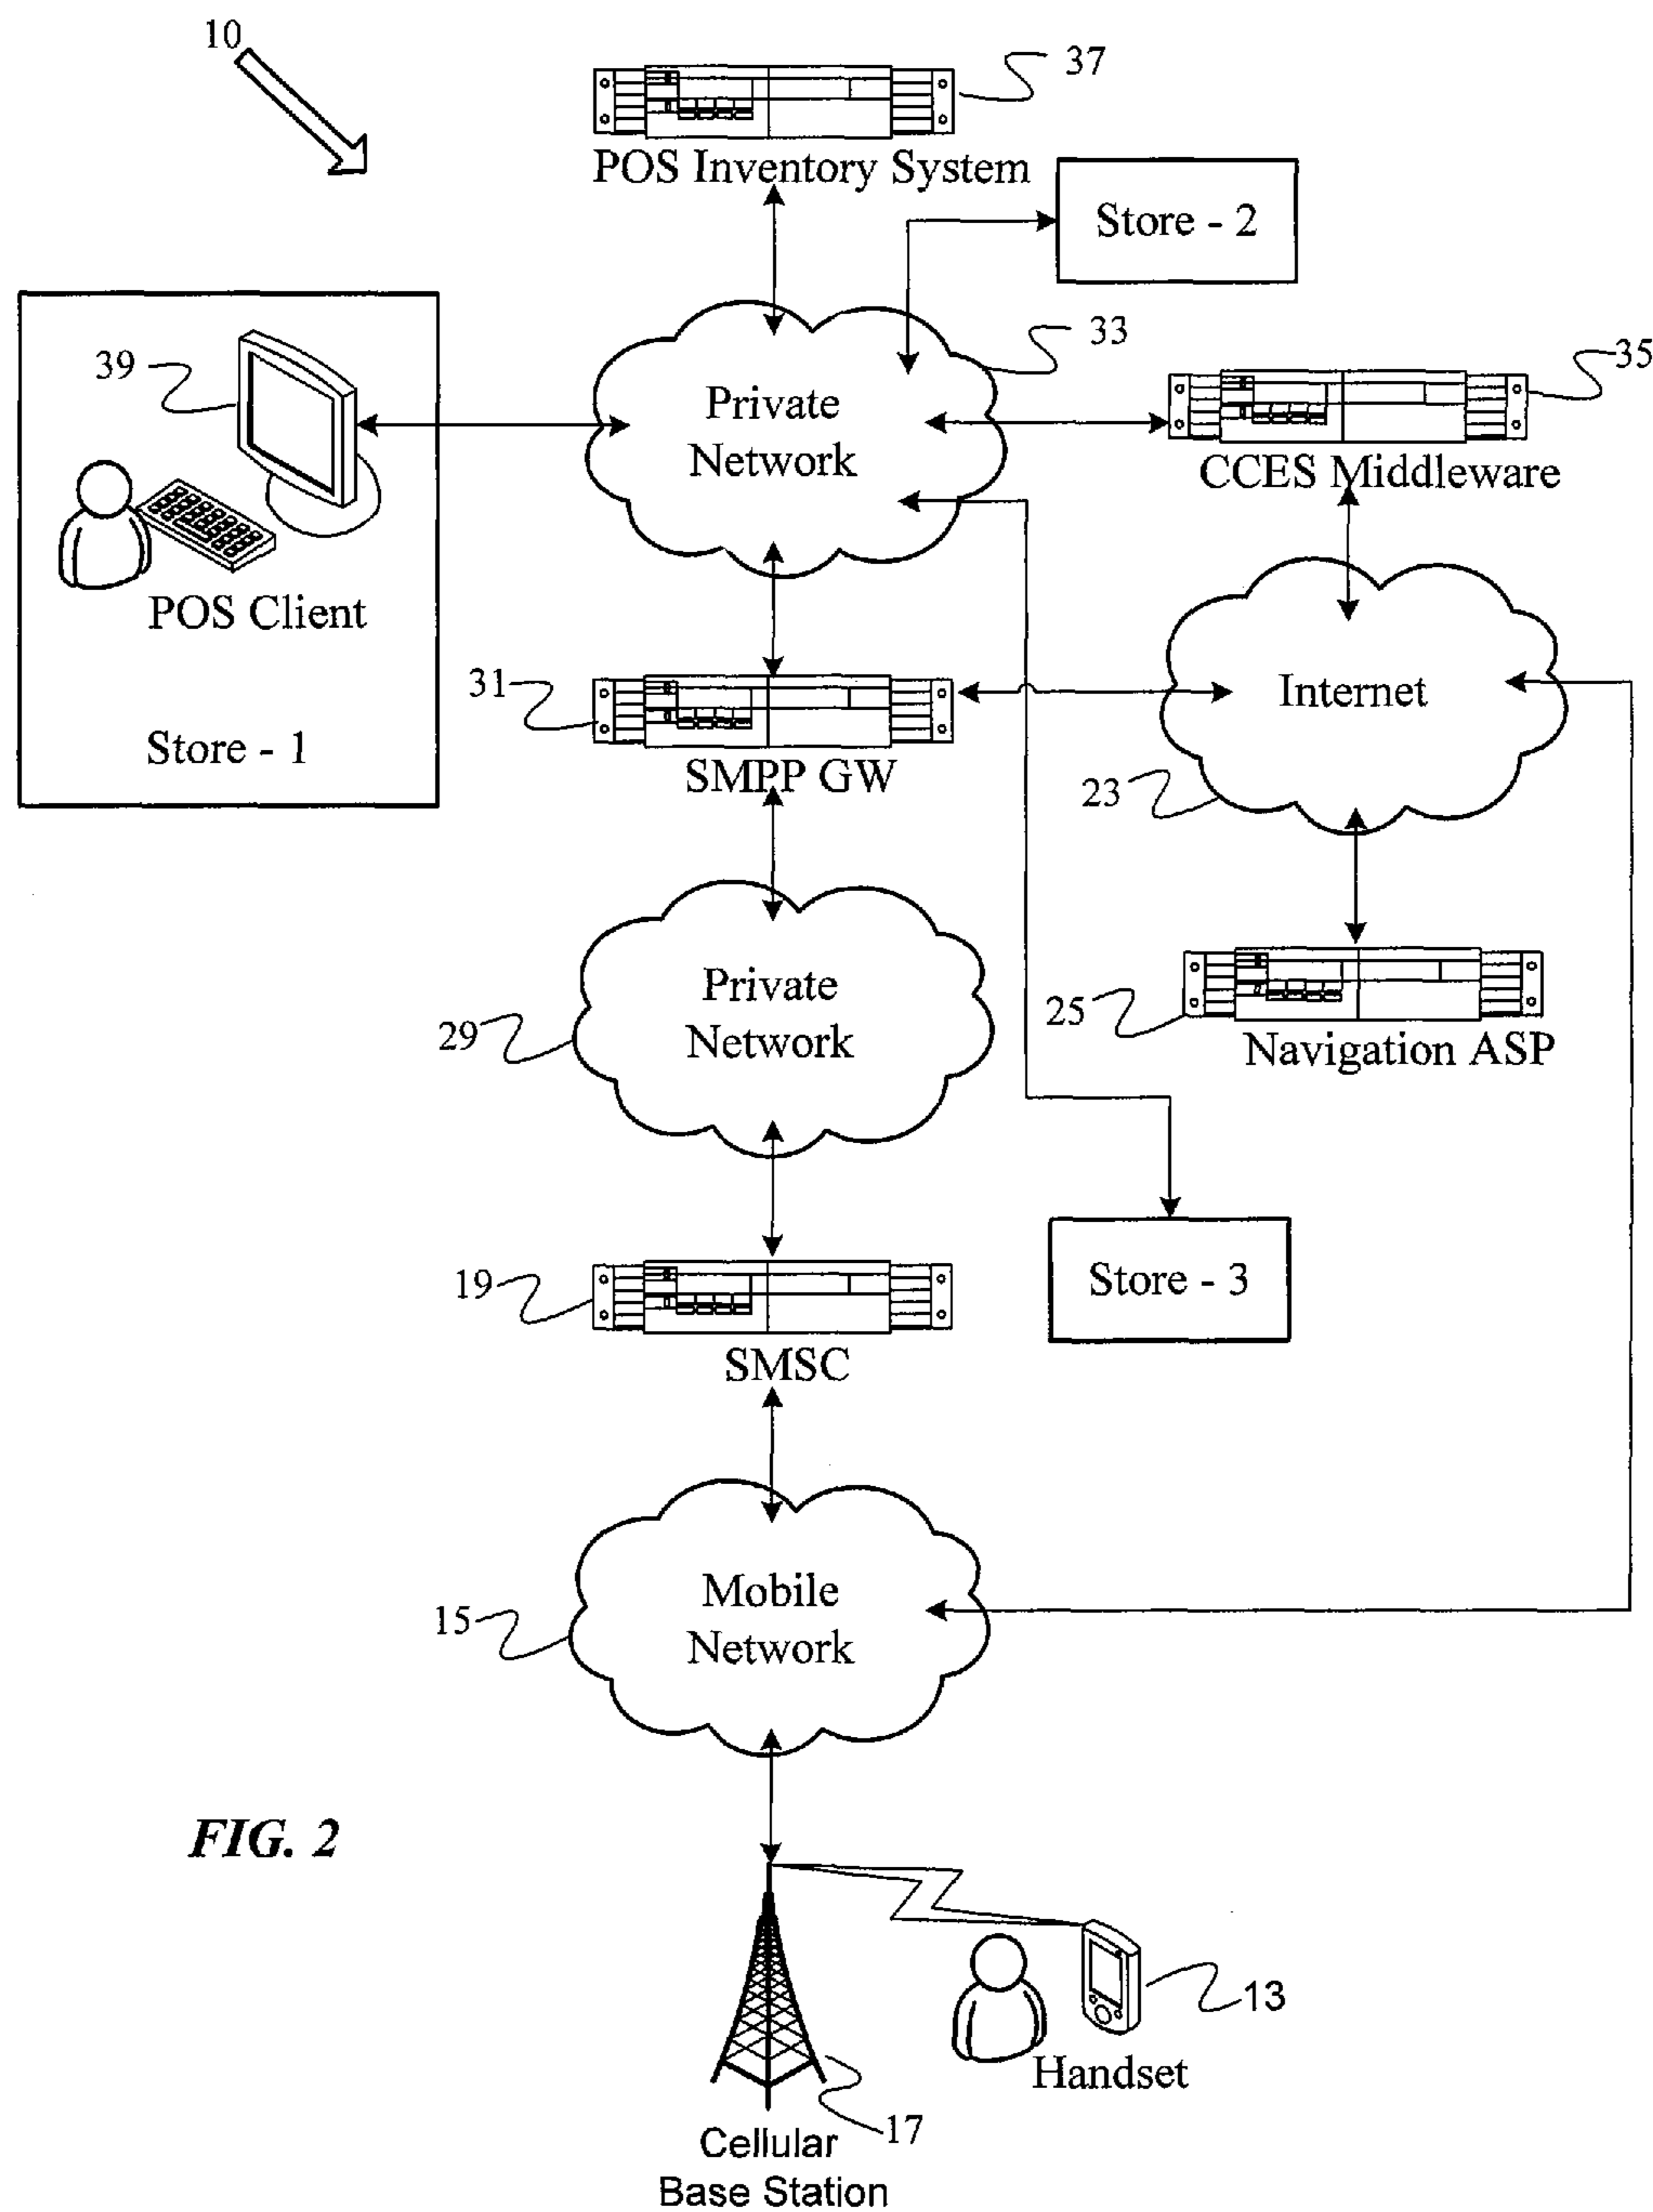 10
37
POS Inventory System
Store - 2
33
35
39
Private
Network
CCES Middleware
POS Client
31
Internet
Store - 1
SMPP GW
23
Private
Network
29
25
Navigation ASP
19
Store - 3
SMSC
Mobile
Network
15
FIG. 2
13
Handset
17
Cellular
Base Station